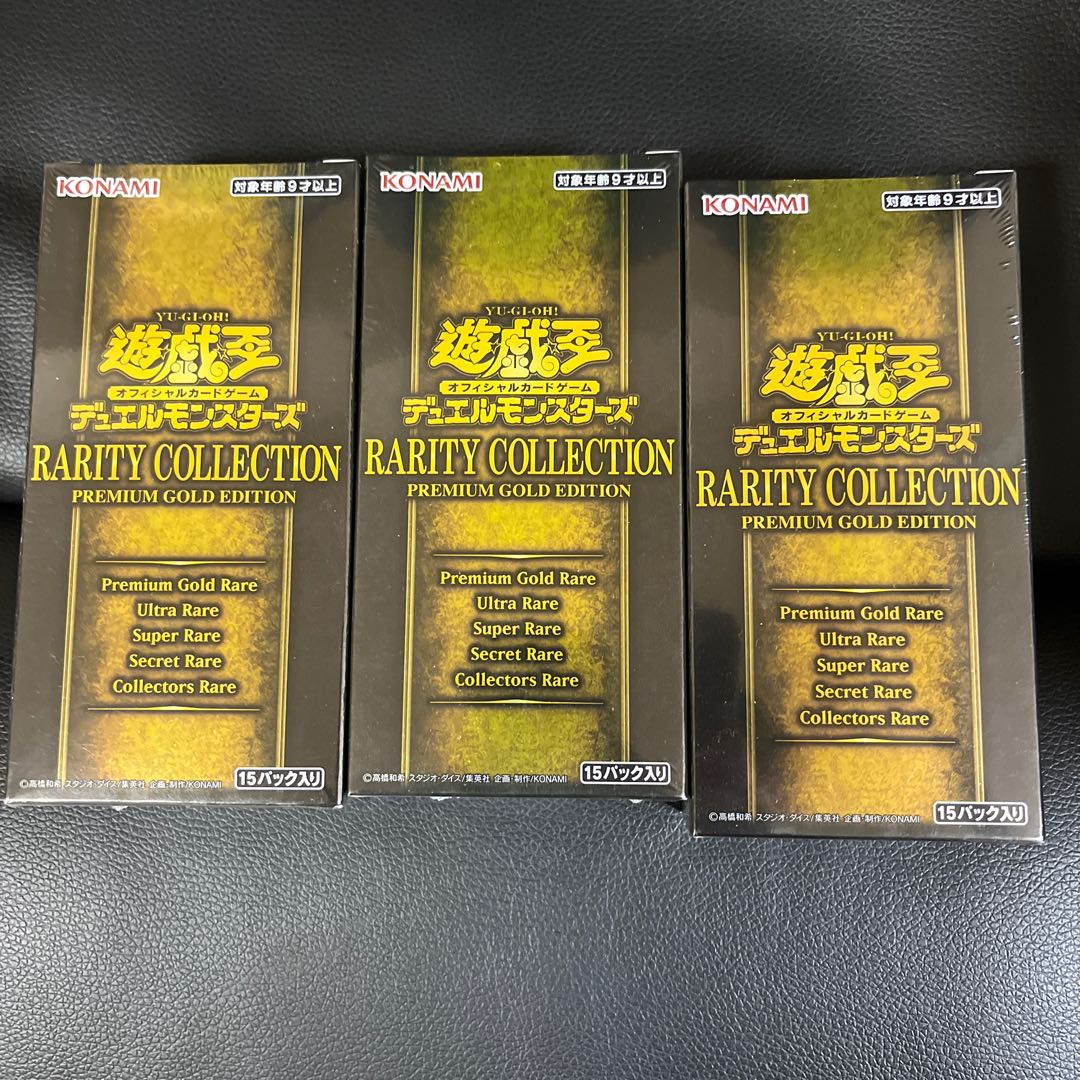 KONAMI
対象年齢9才以上
YU-GI-OH!
遊戯王
オフィシャルカードゲーム
デュエルモンスターズ
RARITY COLLECTION
PREMIUM GOLD EDITION
Premium Gold Rare
Ultra Rare
Super Rare
Secret Rare
Collectors Rare
©高橋和希 スタジオ・ダイス/集英社 企画・制作/KONAMI
15パック入り
KONAMI
対象年齢9才以上
YU-GI-OH!
遊戯王
オフィシャルカードゲーム
デュエルモンスターズ
RARITY COLLECTION
PREMIUM GOLD EDITION
Premium Gold Rare
Ultra Rare
Super Rare
Secret Rare
Collectors Rare
©高橋和希 スタジオ・ダイス/集英社 企画・制作/KONAMI
15パック入り
KONAMI
対象年齢9才以上
YU-GI-OH!
遊戯王
オフィシャルカードゲーム
デュエルモンスターズ
RARITY COLLECTION
PREMIUM GOLD EDITION
Premium Gold Rare
Ultra Rare
Super Rare
Secret Rare
Collectors Rare
©高橋和希 スタジオ・ダイス/集英社 企画・制作/KONAMI
15パック入り